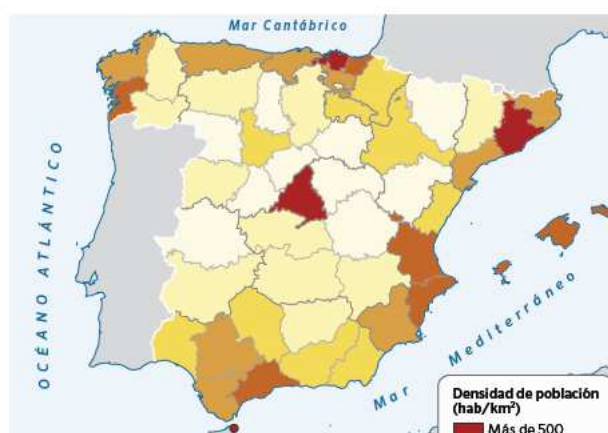 Mar Cantábrico
OCÉANO ATLÁNTICO
Mar Mediterráneo
Densidad de población
(hab/km²)
Más de 500